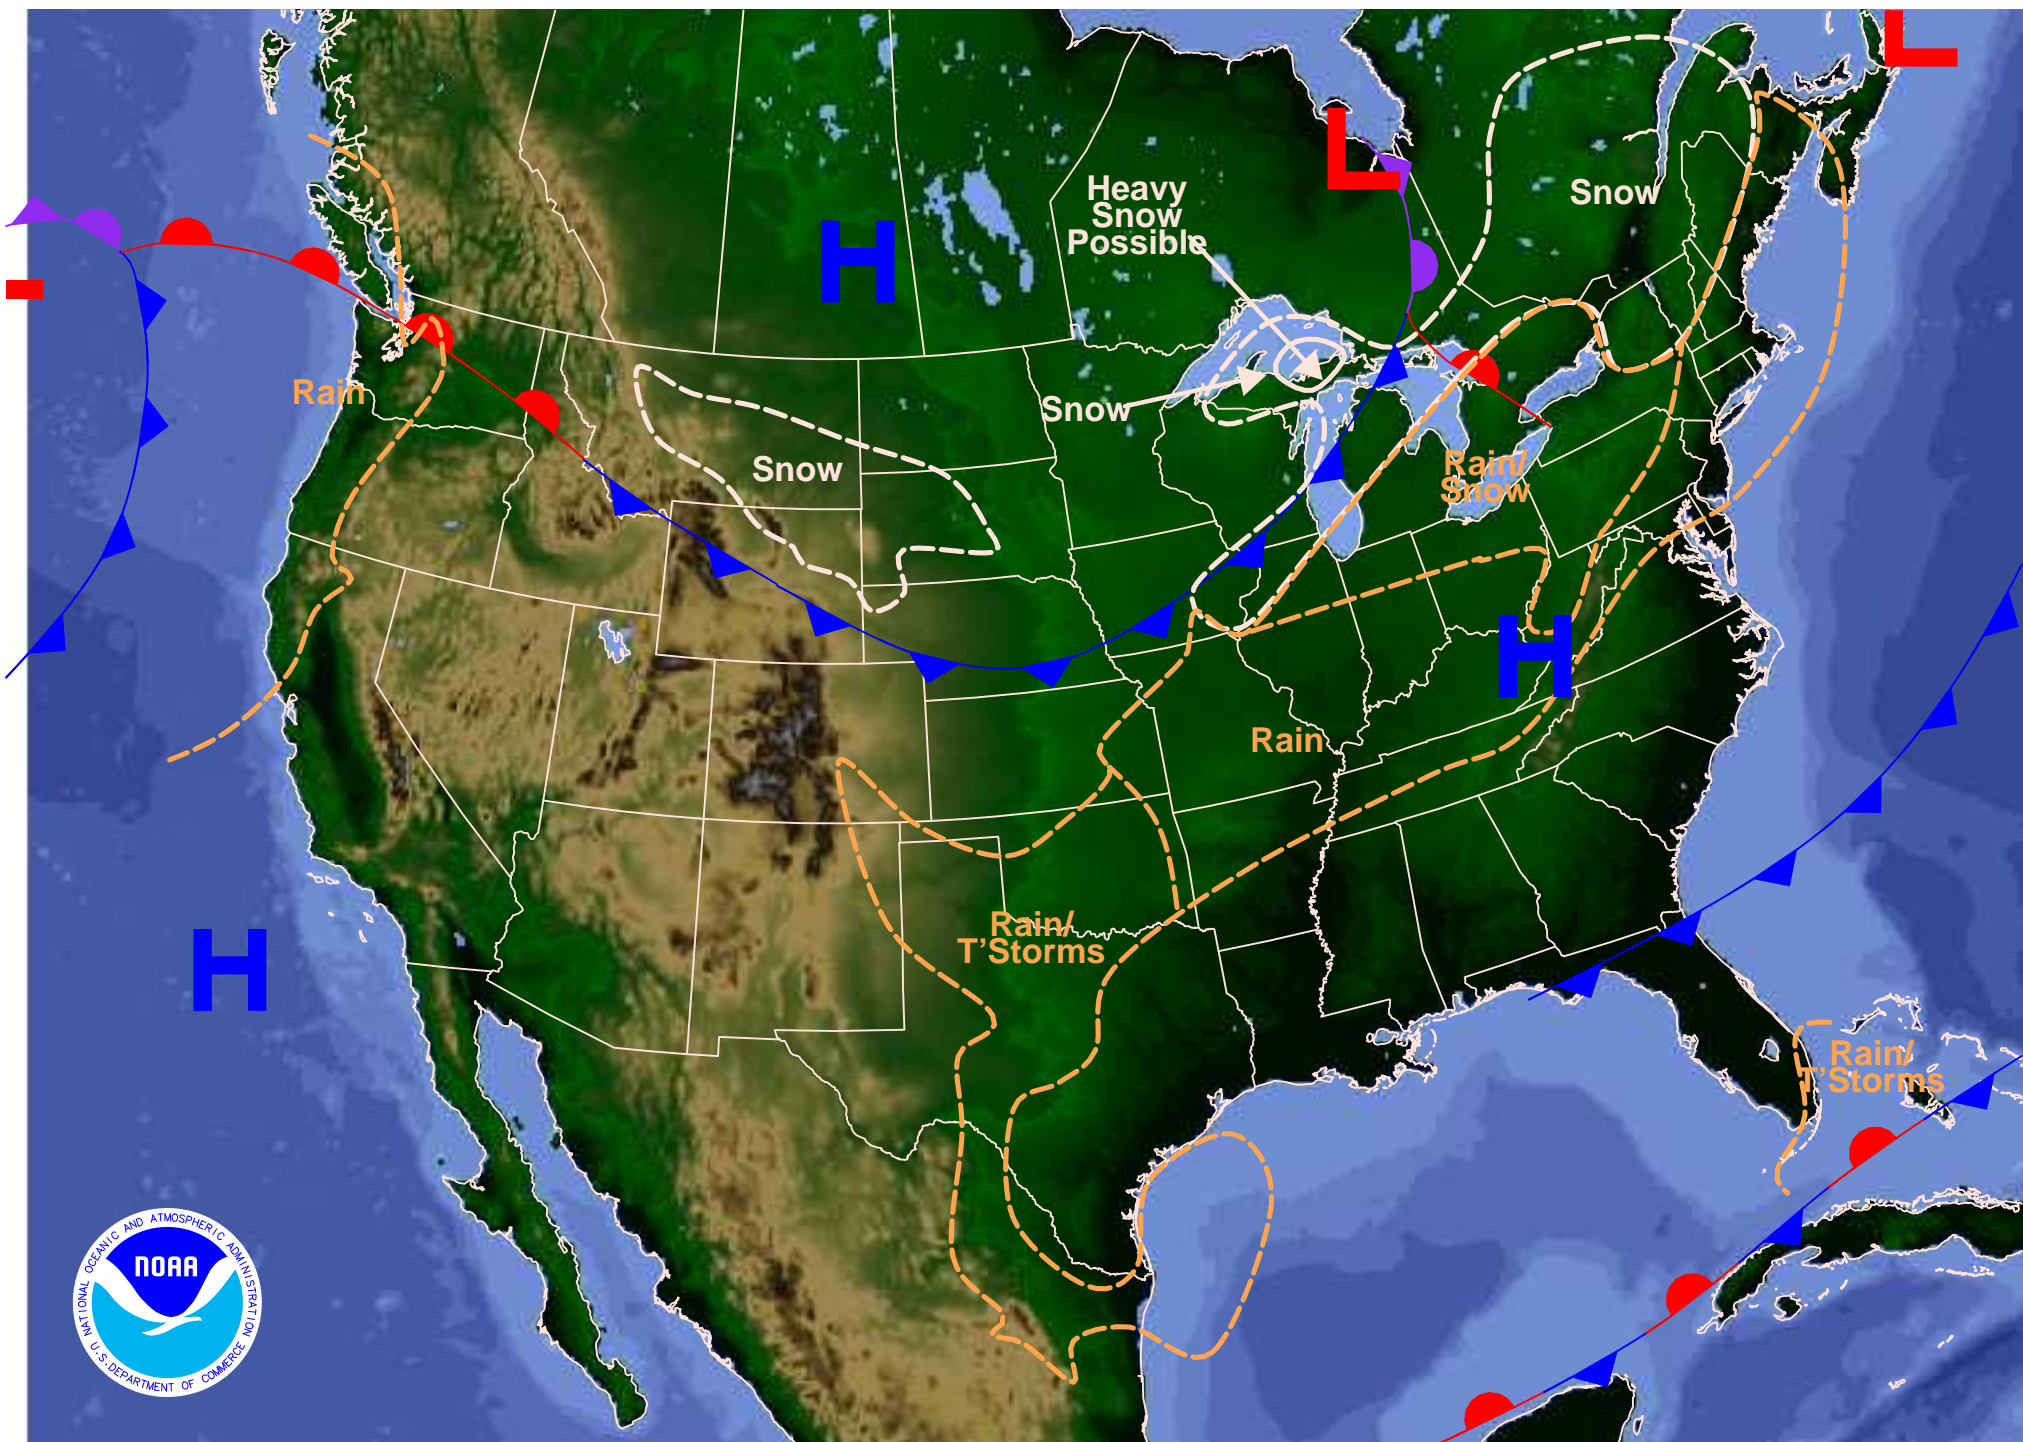 L
L
Heavy
Snow
Possible
Snow
H
Rain
Snow
Snow
Rain/
Snow
H
Rain
Rain/
T'Storms
H
Rain/
T'Storms
NATIONAL OCEANIC AND ATMOSPHERIC ADMINISTRATION
NOAA
U.S. DEPARTMENT OF COMMERCE